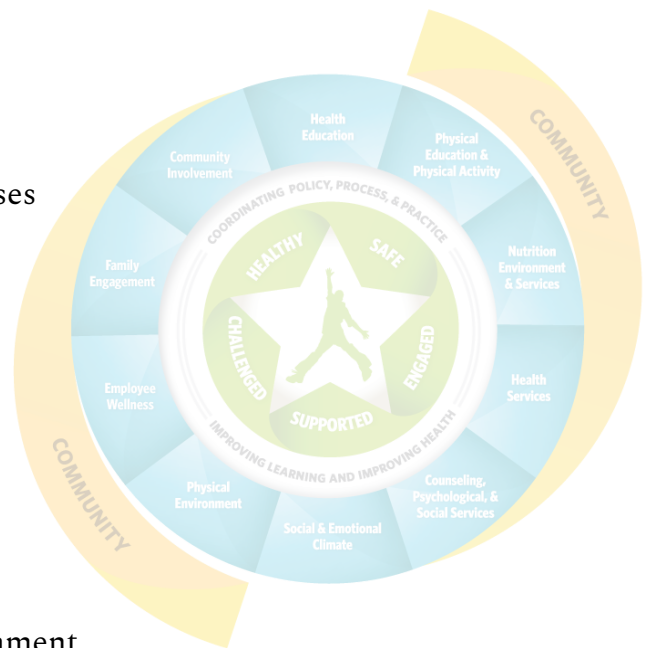 COMMUNITY
Health
Education
Physical
Education &
Physical Activity
Community
Involvement
COORDINATING POLICY, PROCESS, & PRACTICE
ses
HEALTHY
SAFE
Nutrition
Environment
& Services
Family
Engagement
CHALLENGED
ENGAGED
Health
Services
Employee
Wellness
SUPPORTED
IMPROVING LEARNING AND IMPROVING HEALTH
COMMUNITY
Counseling,
Psychological, &
Social Services
Physical
Environment
Social & Emotional
Climate